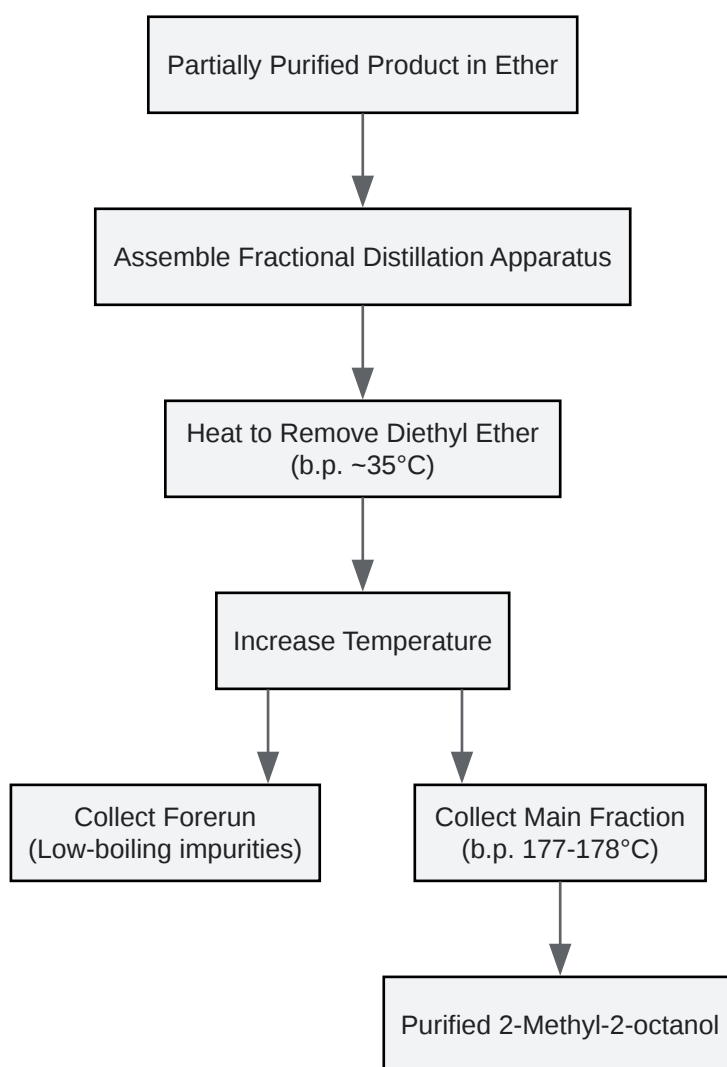 Partially Purified Product in Ether
Assemble Fractional Distillation Apparatus
Heat to Remove Diethyl Ether
(b.p. ~35°C)
Increase Temperature
Collect Forerun
(Low-boiling impurities)
Collect Main Fraction
(b.p. 177-178°C)
Purified 2-Methyl-2-octanol